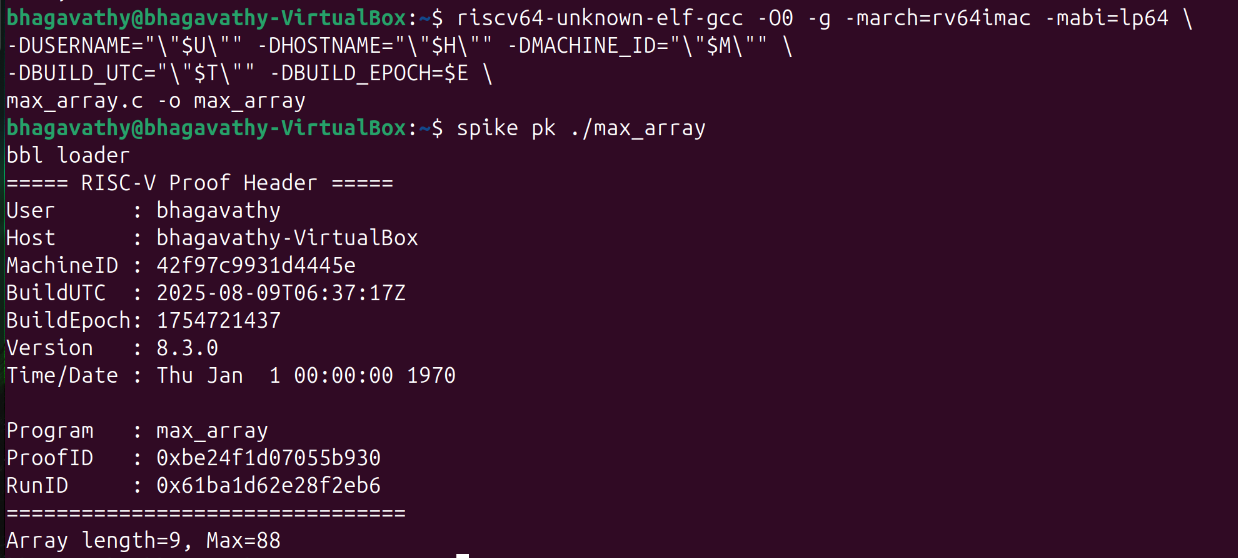 bhagavathy@bhagavathy-VirtualBox:~$ riscv64-unknown-elf-gcc -O0 -g -march=rv64imac -mabi=lp64 \
-DUSERNAME="\"$U\"" -DHOSTNAME="\"$H\"" -DMACHINE_ID="\"$M\"" \
-DBUILD_UTC="\"$T\"" -DBUILD_EPOCH=$E \
max_array.c -o max_array
bhagavathy@bhagavathy-VirtualBox:~$ spike pk ./max_array
bbl loader
===== RISC-V Proof Header =====
User      : bhagavathy
Host      : bhagavathy-VirtualBox
MachineID : 42f97c9931d4445e
BuildUTC  : 2025-08-09T06:37:17Z
BuildEpoch: 1754721437
Version   : 8.3.0
Time/Date : Thu Jan  1 00:00:00 1970
Program   : max_array
ProofID   : 0xbe24f1d07055b930
RunID     : 0x61ba1d62e28f2eb6
================================
Array length=9, Max=88